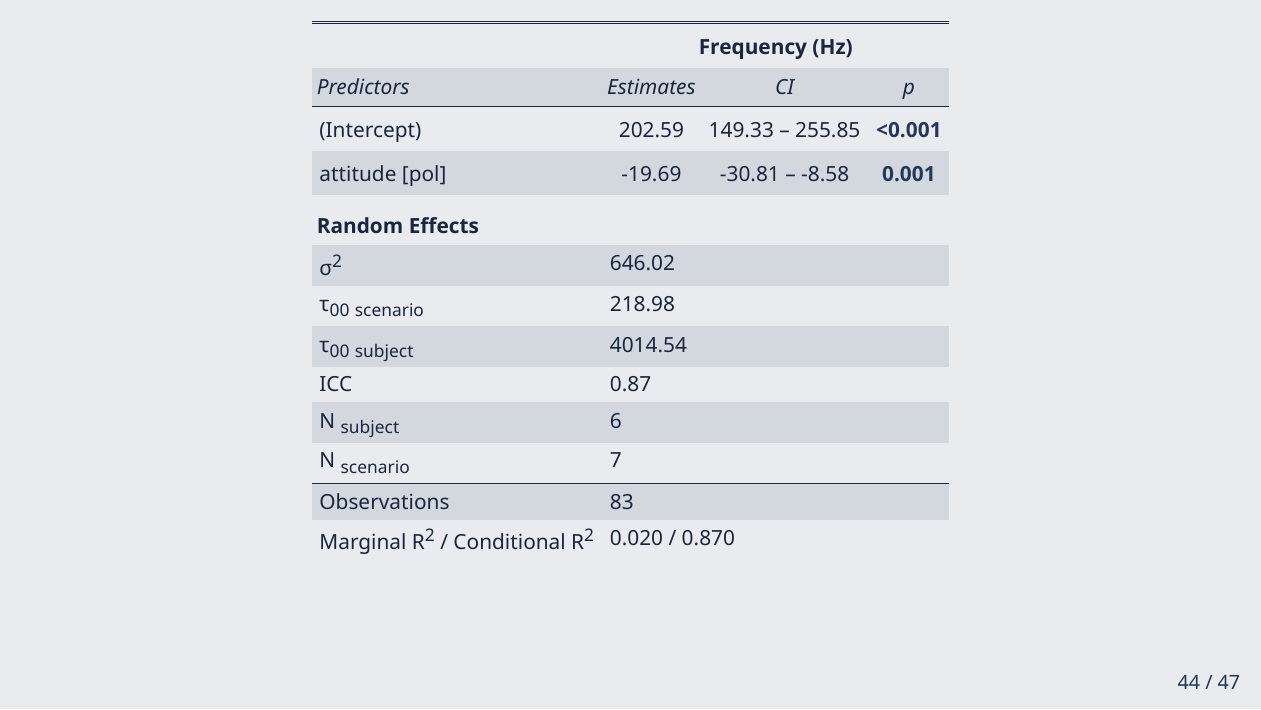 Frequency (Hz)
Predictors Estimates CI p
(Intercept) 202.59 149.33 – 255.85 <0.001
attitude [pol] -19.69 -30.81 – -8.58 0.001
Random Effects
σ2 646.02
τ00 scenario 218.98
τ00 subject 4014.54
ICC 0.87
N subject 6
N scenario 7
Observations 83
Marginal R2 / Conditional R2 0.020 / 0.870
44 / 47